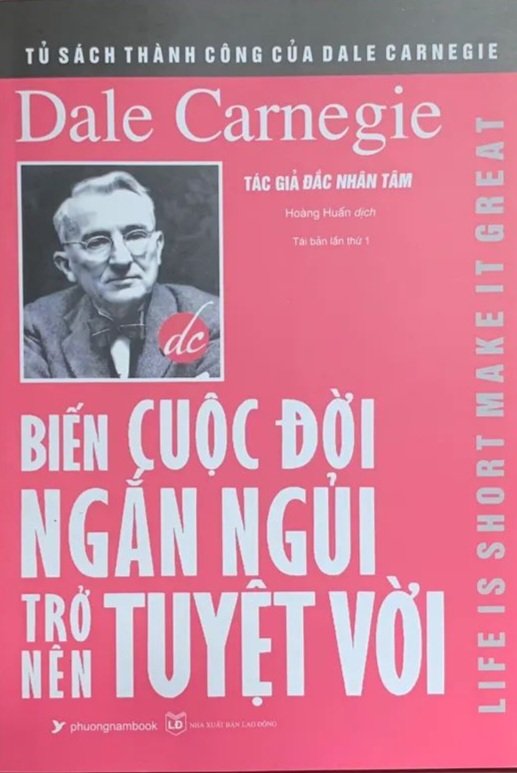 TỦ SÁCH THÀNH CÔNG CỦA DALE CARNEGIE
Dale Carnegie
TÁC GIẢ ĐẮC NHÂN TÂM
Hoàng Huấn dịch
Tái bản lần thứ 1
dc
BIẾN CUỘC ĐỜI
NGẮN NGỦI
TRỞ
NÊN
TUYỆT VỜI
LIFE IS SHORT MAKE IT GREAT
phuongnambook
LĐ
NHÀ XUẤT BẢN LAO ĐỘNG